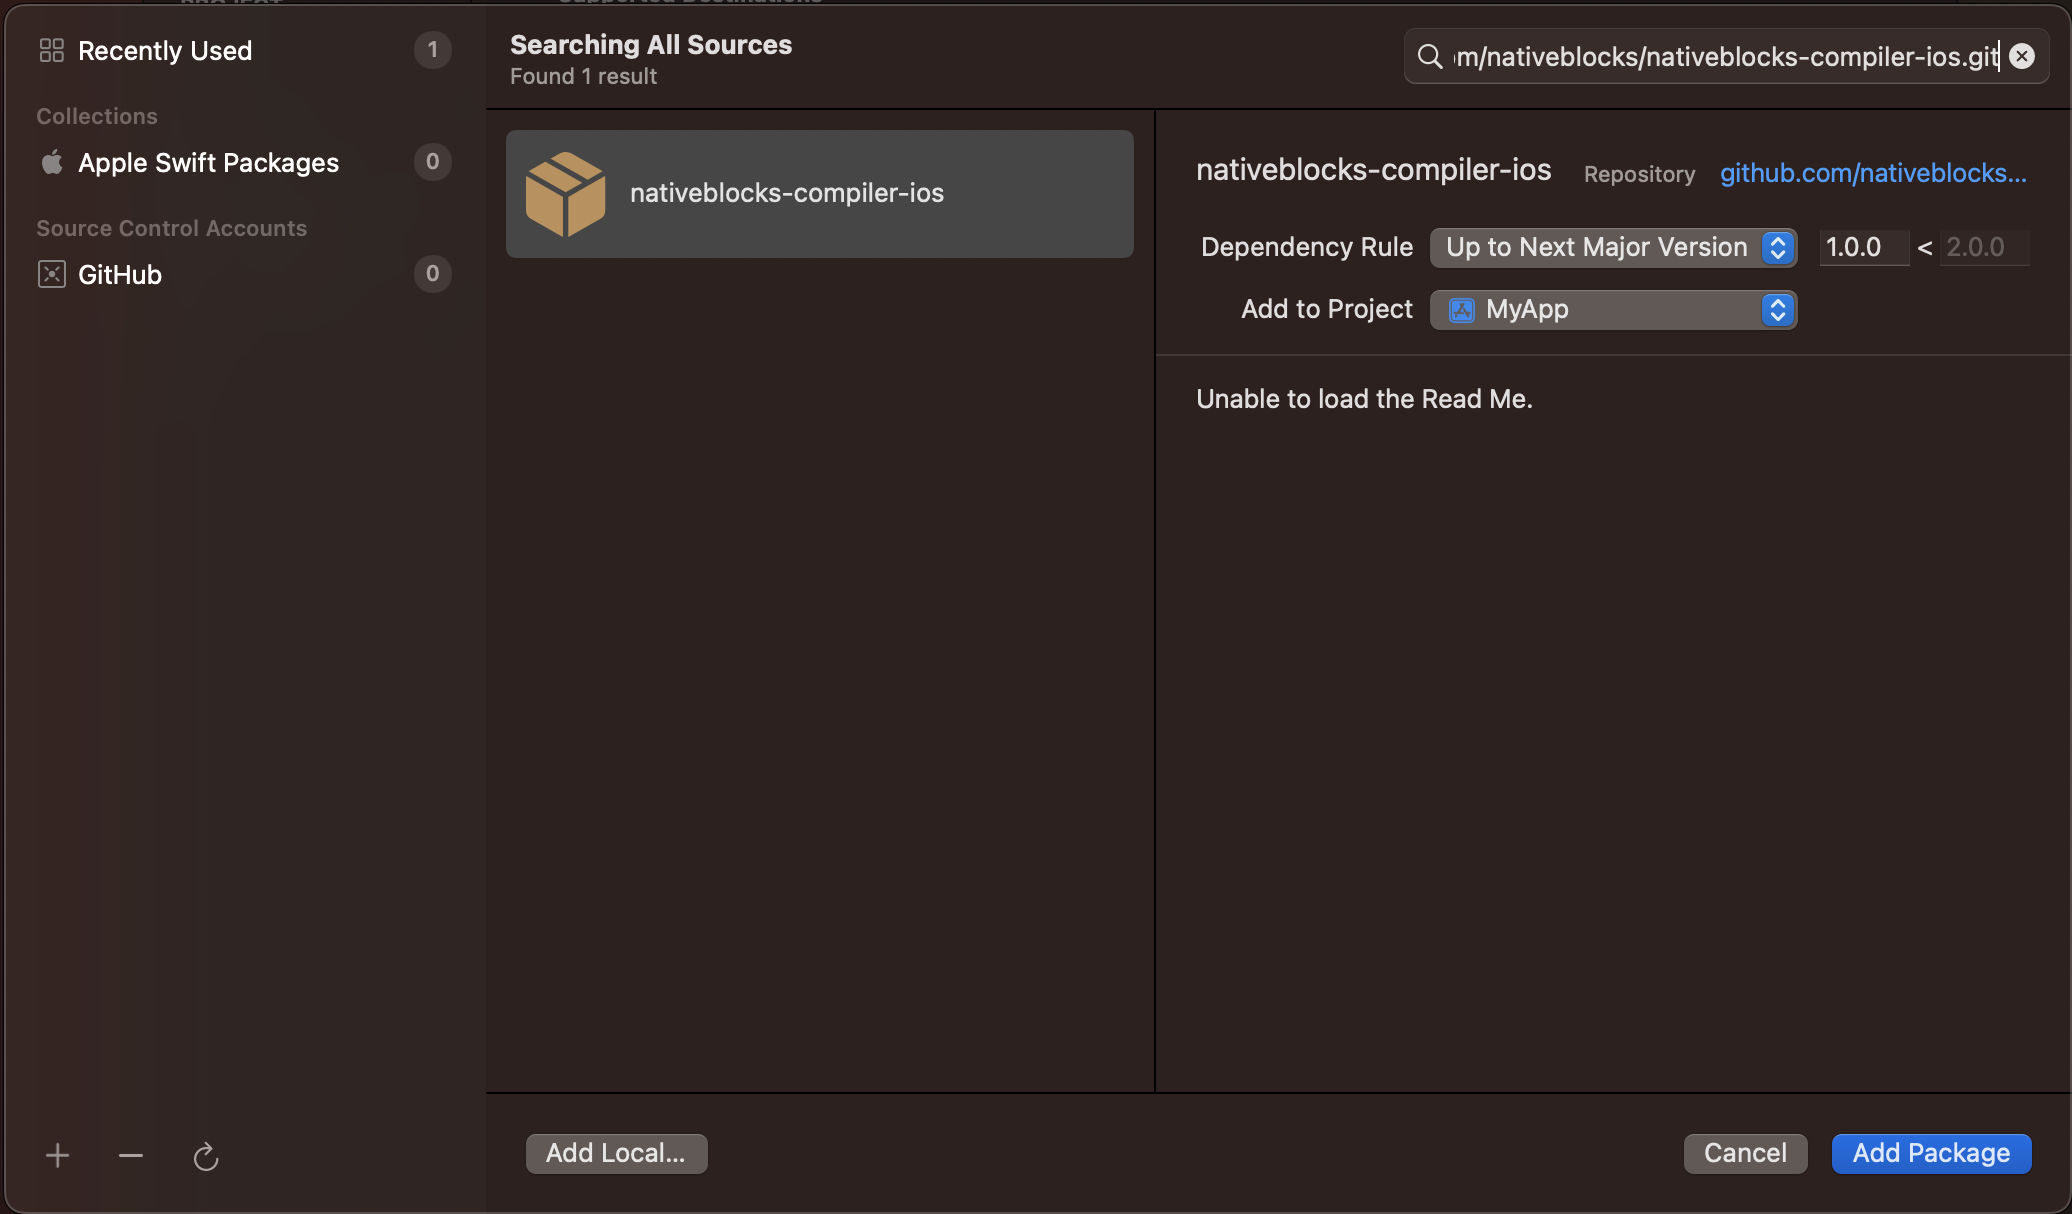 Recently Used 1
Collections
Apple Swift Packages 0
Source Control Accounts
GitHub 0
Searching All Sources
Found 1 result
m/nativeblocks/nativeblocks-compiler-ios.git
nativeblocks-compiler-ios
nativeblocks-compiler-ios Repository github.com/nativeblocks...
Dependency Rule Up to Next Major Version 1.0.0 < 2.0.0
Add to Project MyApp
Unable to load the Read Me.
Add Local...
Cancel
Add Package